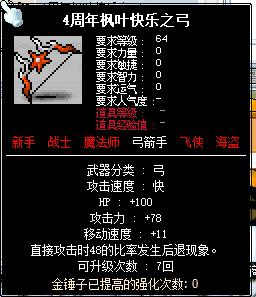 4周年枫叶快乐之弓
要求等级： 64
要求力量： 0
要求敏捷： 0
要求智力： 0
要求运气： 0
要求人气度： -
道具等级： -
道具经验值： -
新手 战士 魔法师 弓箭手 飞侠 海盗
武器分类 : 弓
攻击速度 : 快
HP : +100
攻击力 : +78
移动速度 : +11
直接攻击时48的比率发生后退现象。
可升级次数 : 7回
金锤子已提高的强化次数: 0